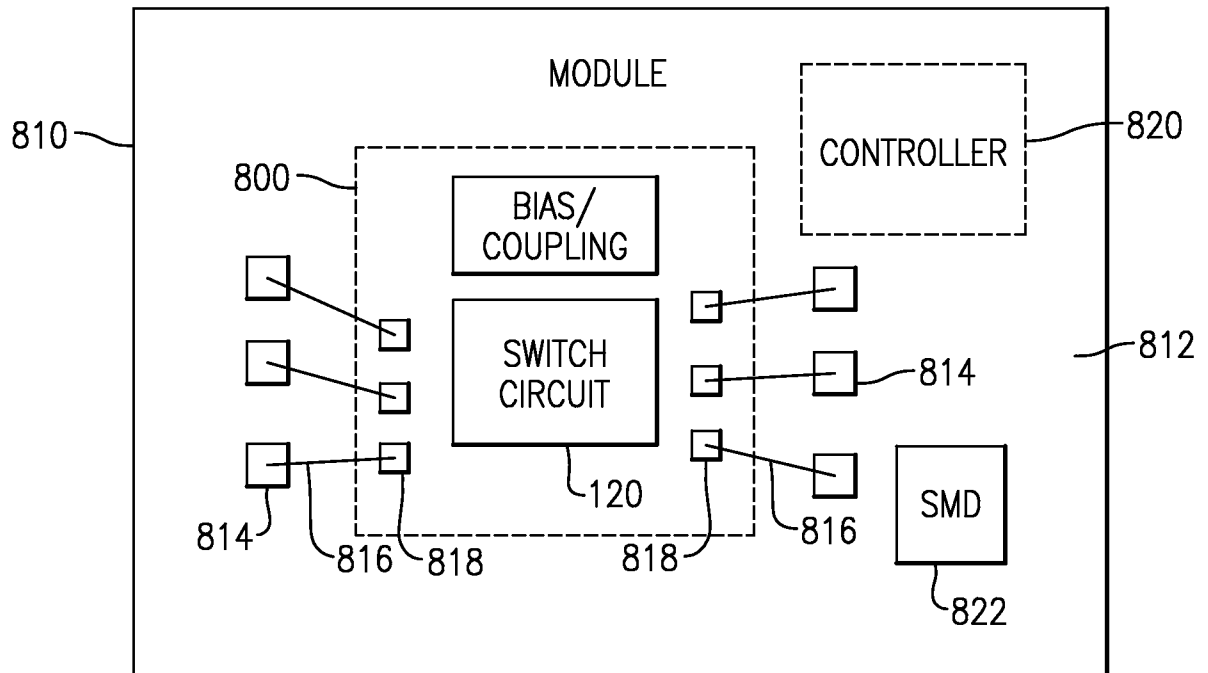 MODULE
810
820
CONTROLLER
800
BIAS/
COUPLING
812
SWITCH
CIRCUIT
814
120
SMD
814
816
818
818
816
822